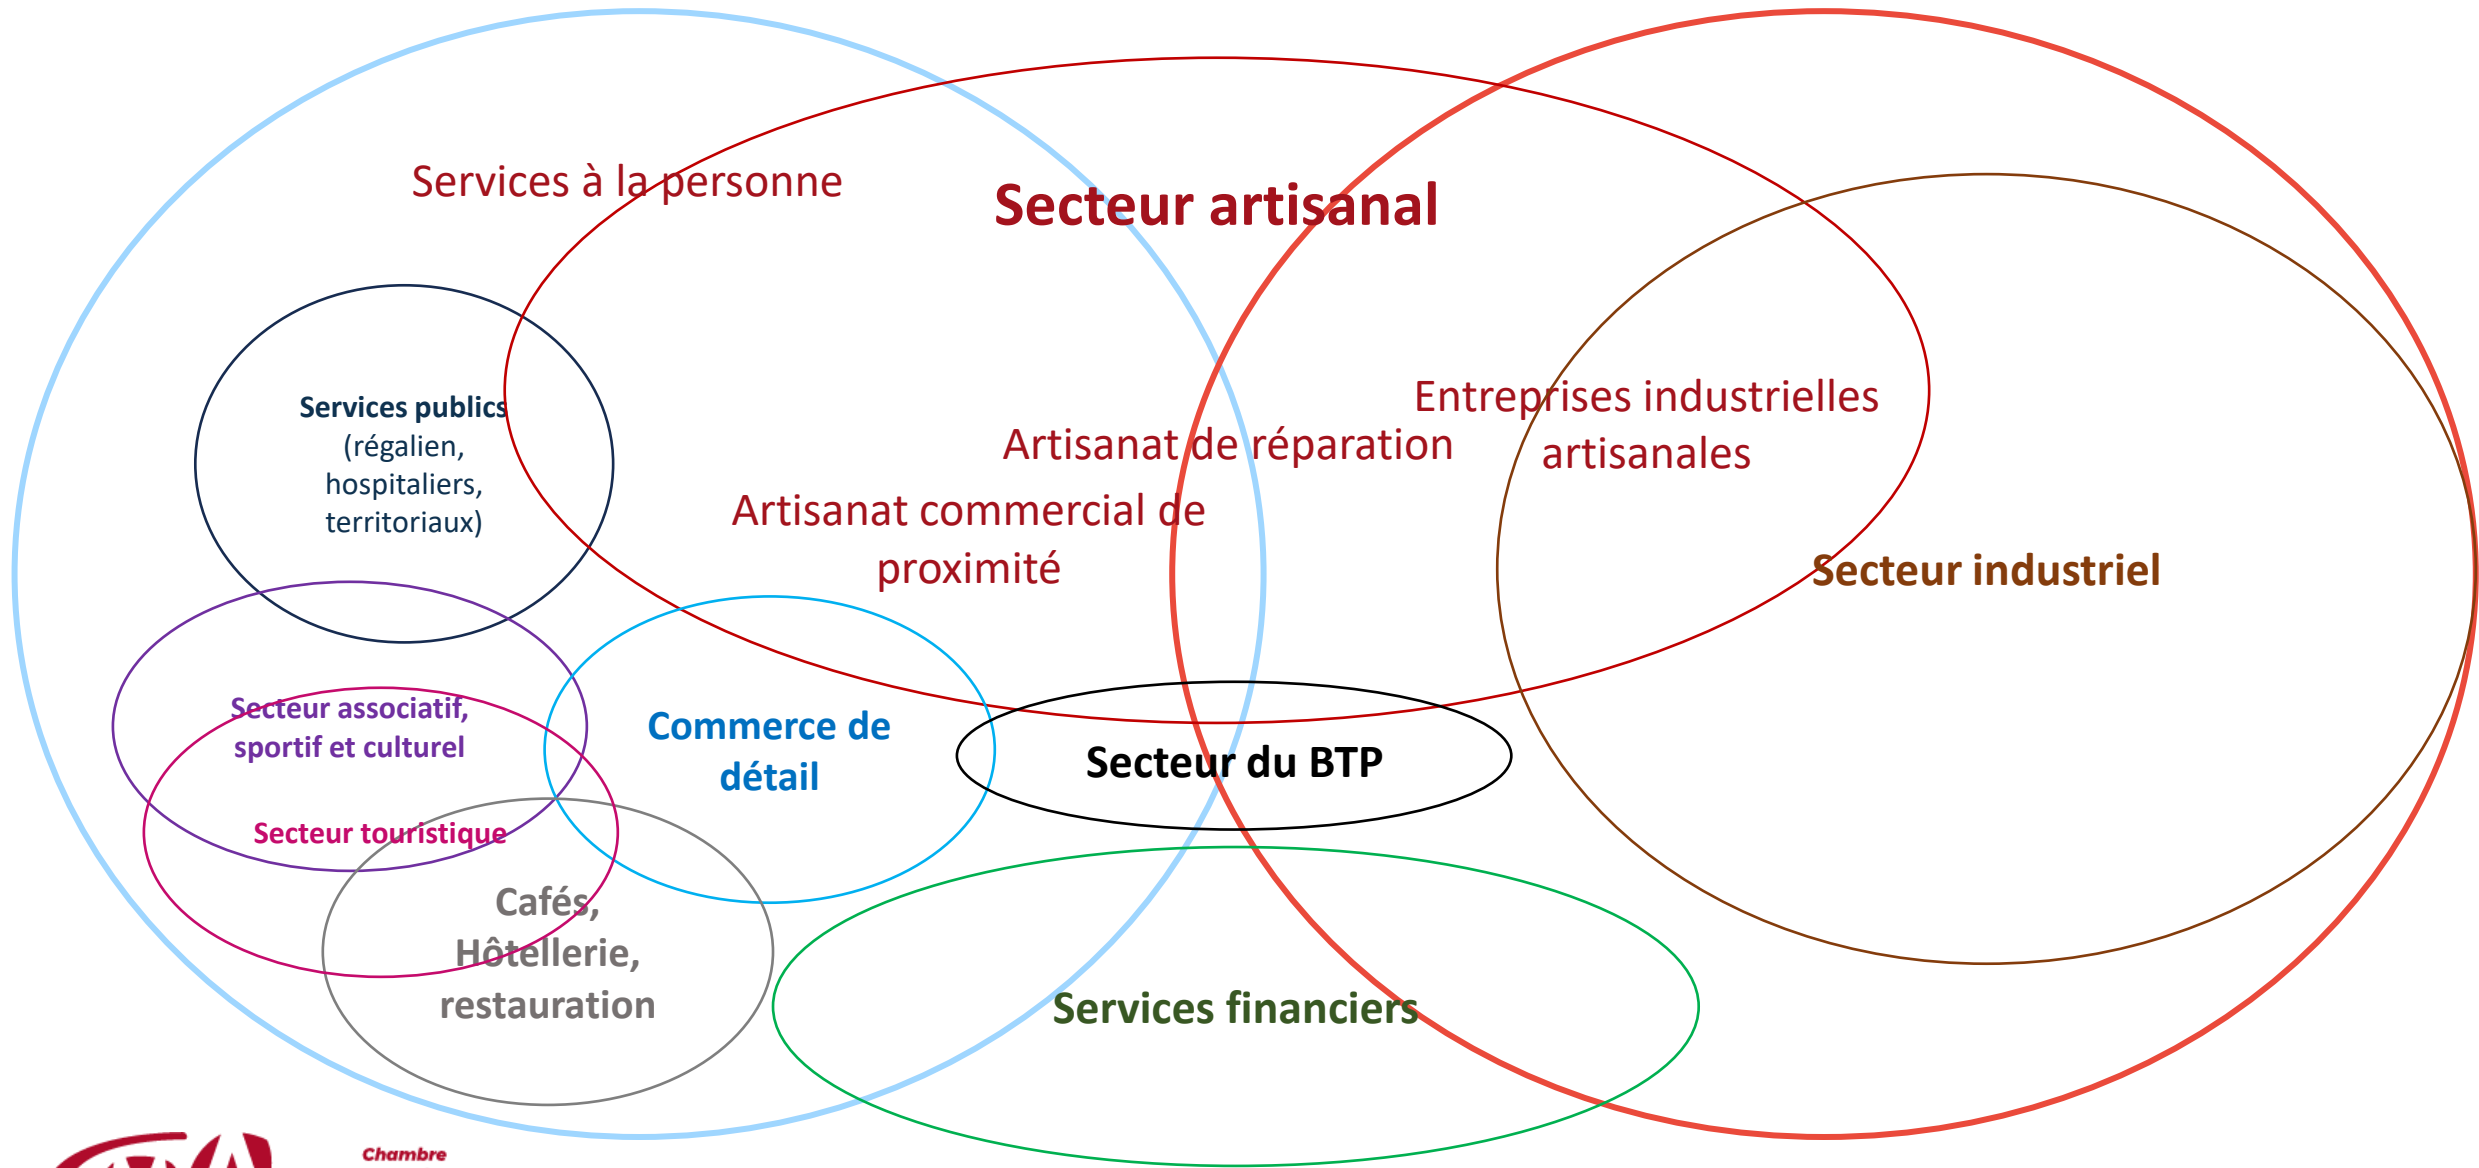 Services à la personne
Secteur artisanal
Services publics
(régalien,
hospitaliers,
territoriaux)
Entreprises industrielles
artisanales
Artisanat de réparation
Artisanat commercial de
proximité
Secteur industriel
Secteur associatif,
sportif et culturel
Commerce de
détail
Secteur du BTP
Secteur touristique
Cafés,
Hôtellerie,
restauration
Services financiers
Chambre